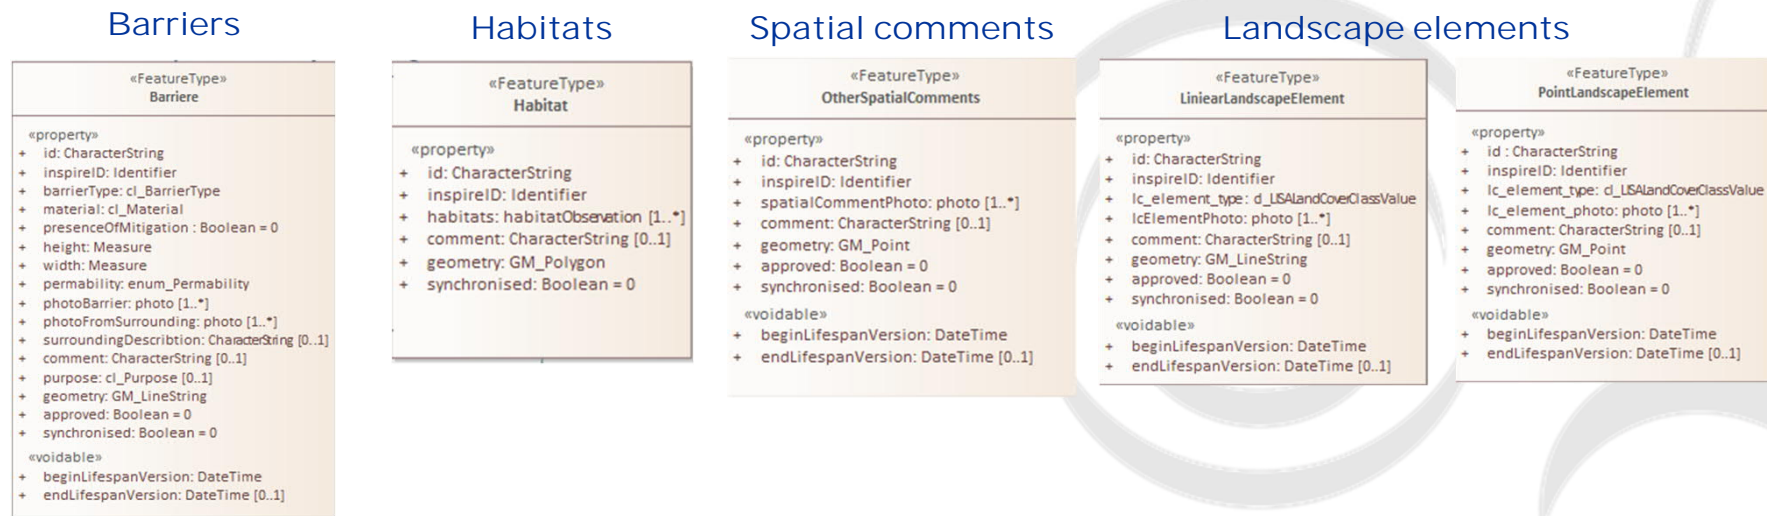 Barriers
«FeatureType»
Barriere
«property»
+ id: CharacterString
+ inspireID: Identifier
+ barrierType: cl_BarrierType
+ material: cl_Material
+ presenceOfMitigation : Boolean = 0
+ height: Measure
+ width: Measure
+ permability: enum_Permability
+ photoBarrier: photo [1..*]
+ photoFromSurrounding: photo [1..*]
+ surroundingDescribtion: CharacterString [0..1]
+ comment: CharacterString [0..1]
+ purpose: cl_Purpose [0..1]
+ geometry: GM_LineString
+ approved: Boolean = 0
+ synchronised: Boolean = 0
«voidable»
+ beginLifespanVersion: DateTime
+ endLifespanVersion: DateTime [0..1]
Habitats
«FeatureType»
Habitat
«property»
+ id: CharacterString
+ inspireID: Identifier
+ habitats: habitatObservation [1..*]
+ comment: CharacterString [0..1]
+ geometry: GM_Polygon
+ synchronised: Boolean = 0
Spatial comments
«FeatureType»
OtherSpatialComments
«property»
+ id: CharacterString
+ inspireID: Identifier
+ spatialCommentPhoto: photo [1..*]
+ comment: CharacterString [0..1]
+ geometry: GM_Point
+ approved: Boolean = 0
+ synchronised: Boolean = 0
«voidable»
+ beginLifespanVersion: DateTime
+ endLifespanVersion: DateTime [0..1]
Landscape elements
«FeatureType»
LiniearLandscapeElement
«property»
+ id: CharacterString
+ inspireID: Identifier
+ lc_element_type: cl_LISALandCoverClassValue
+ lcElementPhoto: photo [1..*]
+ comment: CharacterString [0..1]
+ geometry: GM_LineString
+ approved: Boolean = 0
+ synchronised: Boolean = 0
«voidable»
+ beginLifespanVersion: DateTime
+ endLifespanVersion: DateTime [0..1]
«FeatureType»
PointLandscapeElement
«property»
+ id : CharacterString
+ inspireID: Identifier
+ lc_element_type: cl_LISALandCoverClassValue
+ lc_element_photo: photo [1..*]
+ comment: CharacterString [0..1]
+ geometry: GM_Point
+ approved: Boolean = 0
+ synchronised: Boolean = 0
«voidable»
+ beginLifespanVersion: DateTime
+ endLifespanVersion: DateTime [0..1]